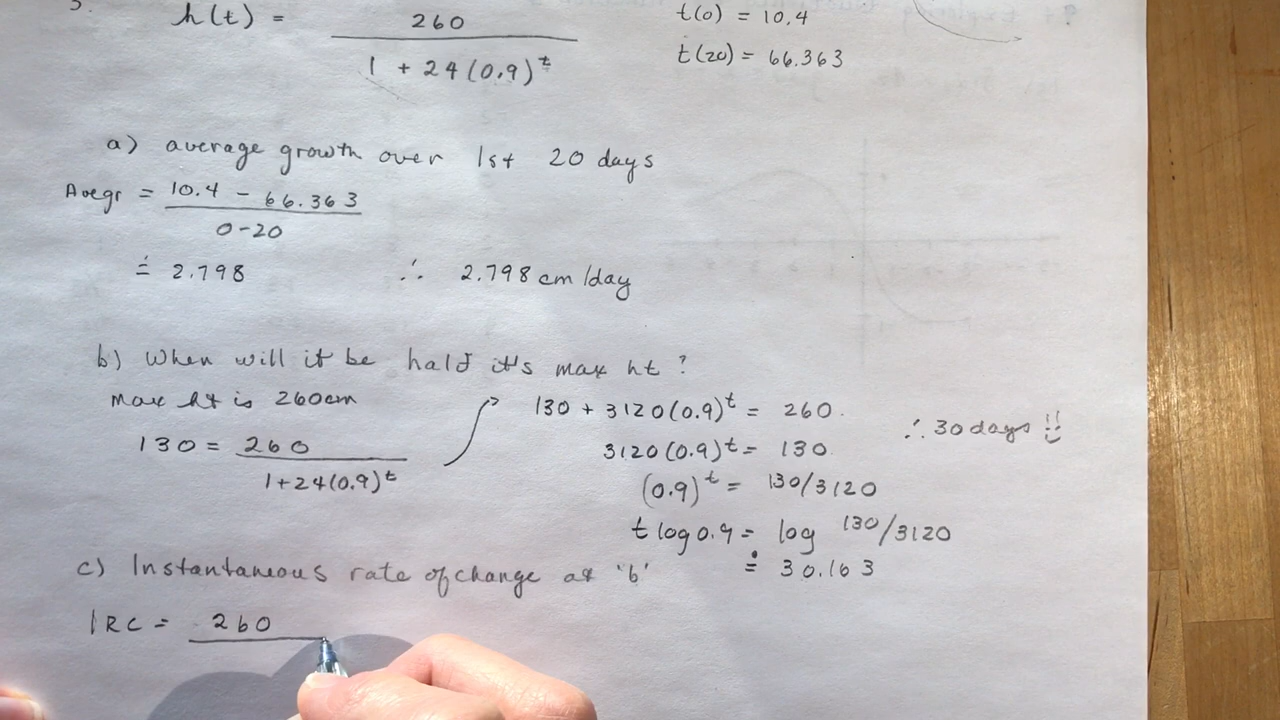 3.
h(t) = 260 / 1 + 24(0.9)^t
t(0) = 10.4
t(20) = 66.363
a) average growth over 1st 20 days
Avegr = 10.4 - 66.363 / 0-20
≐ 2.798 ∴ 2.798 cm/day
b) When will it be half it's max ht?
Max ht is 260cm
130 = 260 / 1+24(0.9)^t
130 + 3120(0.9)^t = 260.
3120(0.9)^t = 130.
(0.9)^t = 130/3120
t log 0.9 = log 130/3120
≐ 30.163
∴ 30 days !!
c) Instantaneous rate of change at 'b'
IRC = 260